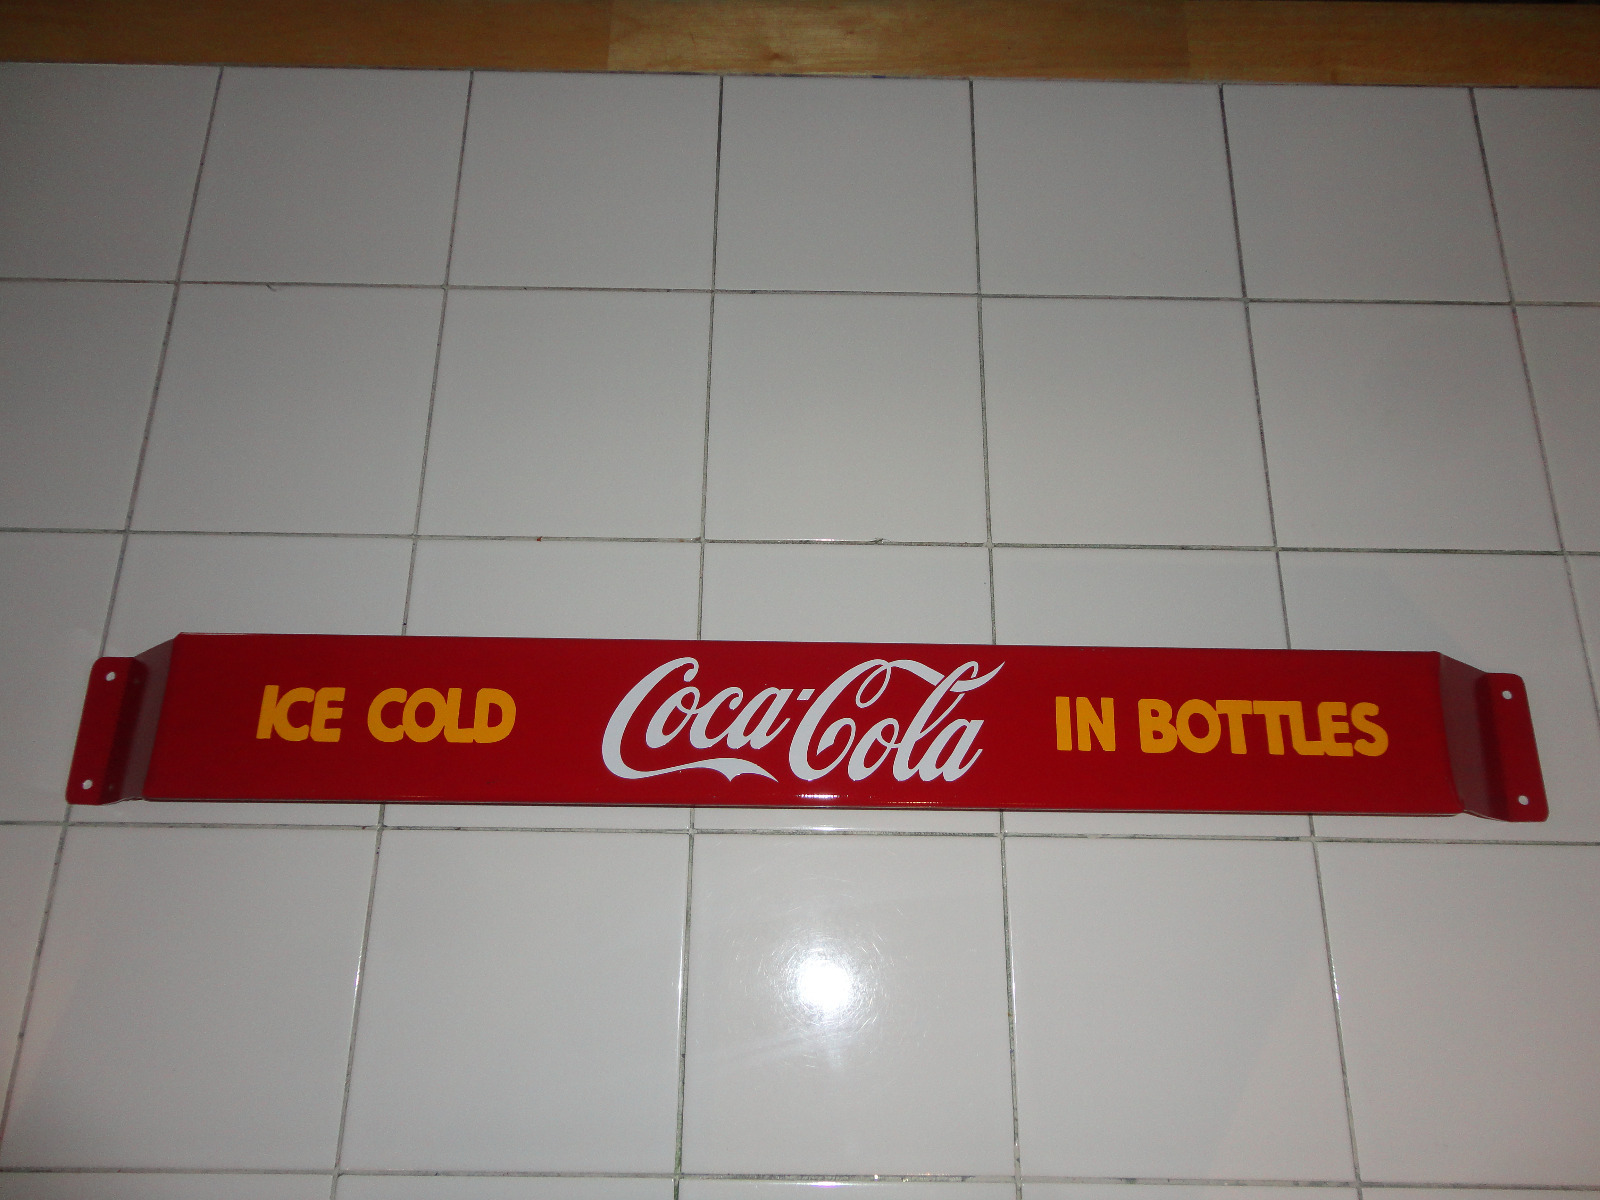 ICE COLD Coca-Cola IN BOTTLES